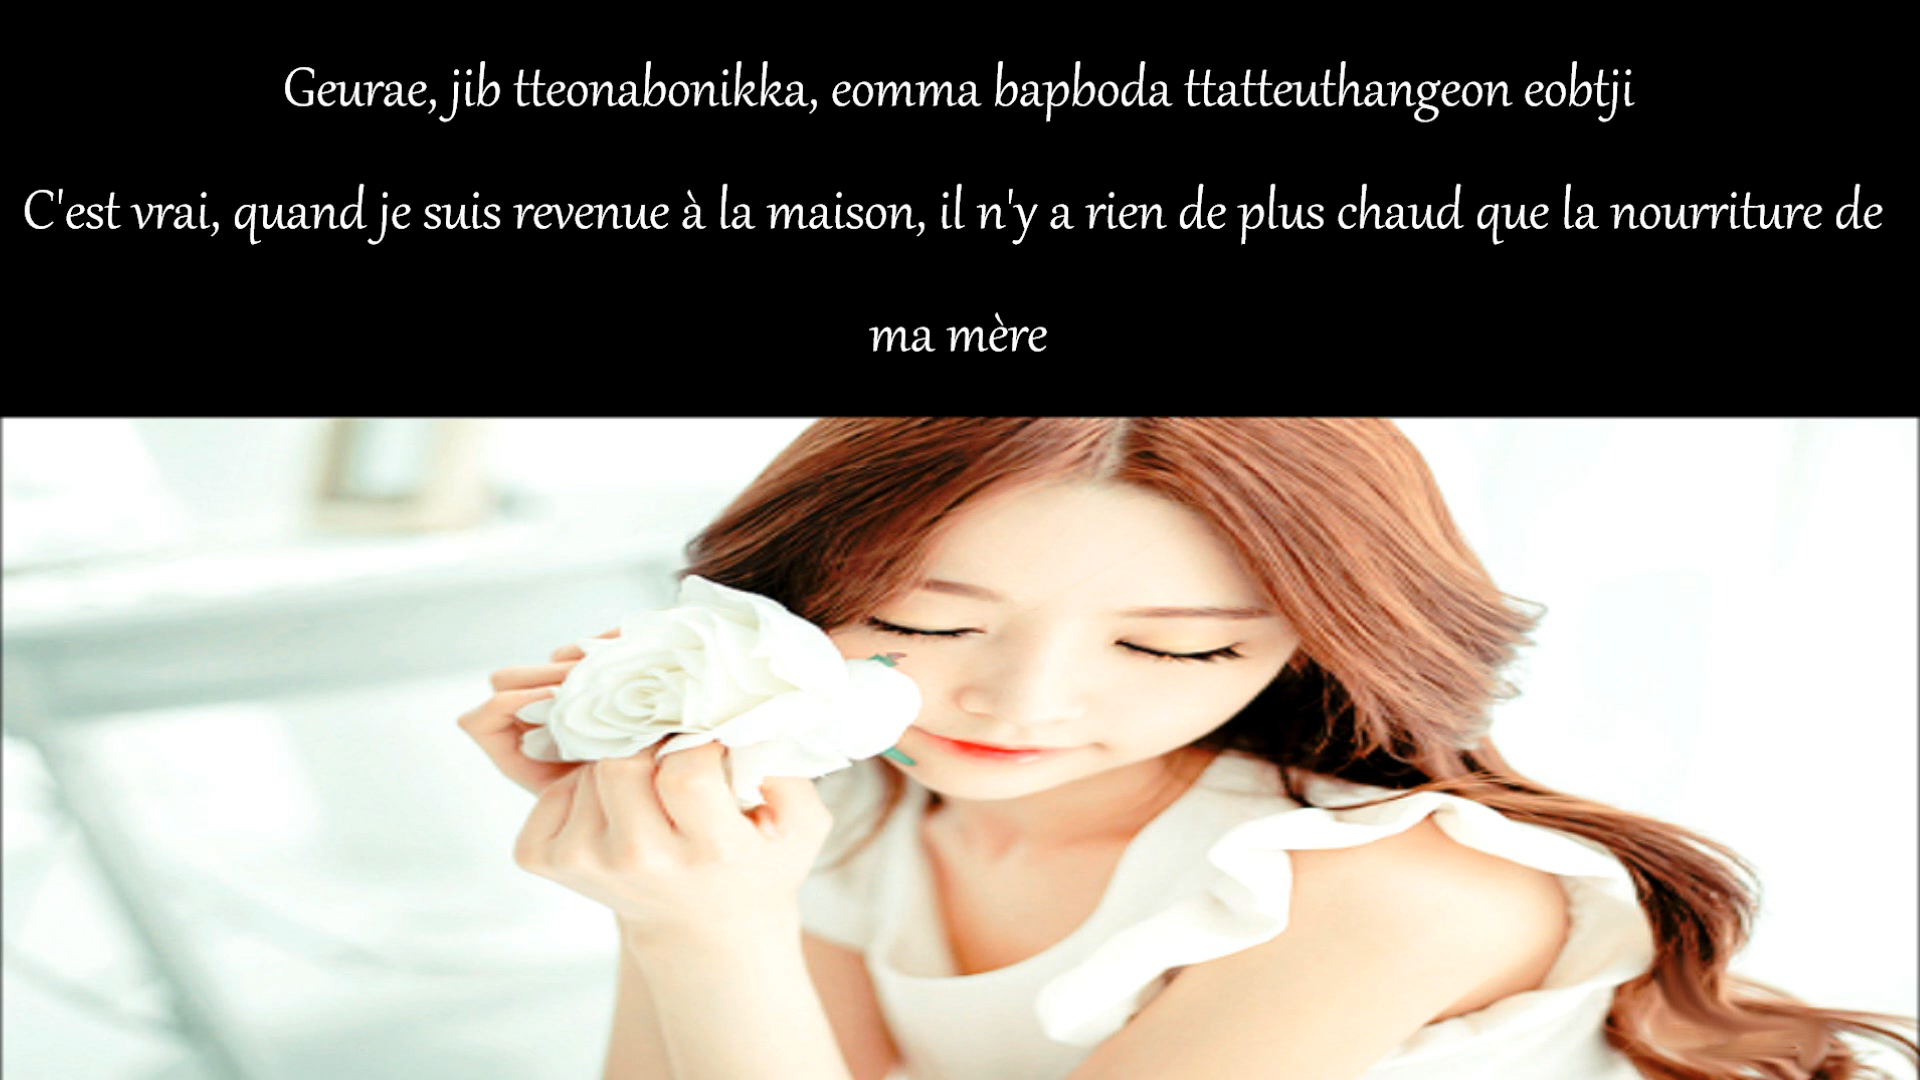 Geurae, jib tteonabonikka, eomma bapboda ttatteuthangeon eobtji
C'est vrai, quand je suis revenue à la maison, il n'y a rien de plus chaud que la nourriture de
ma mère